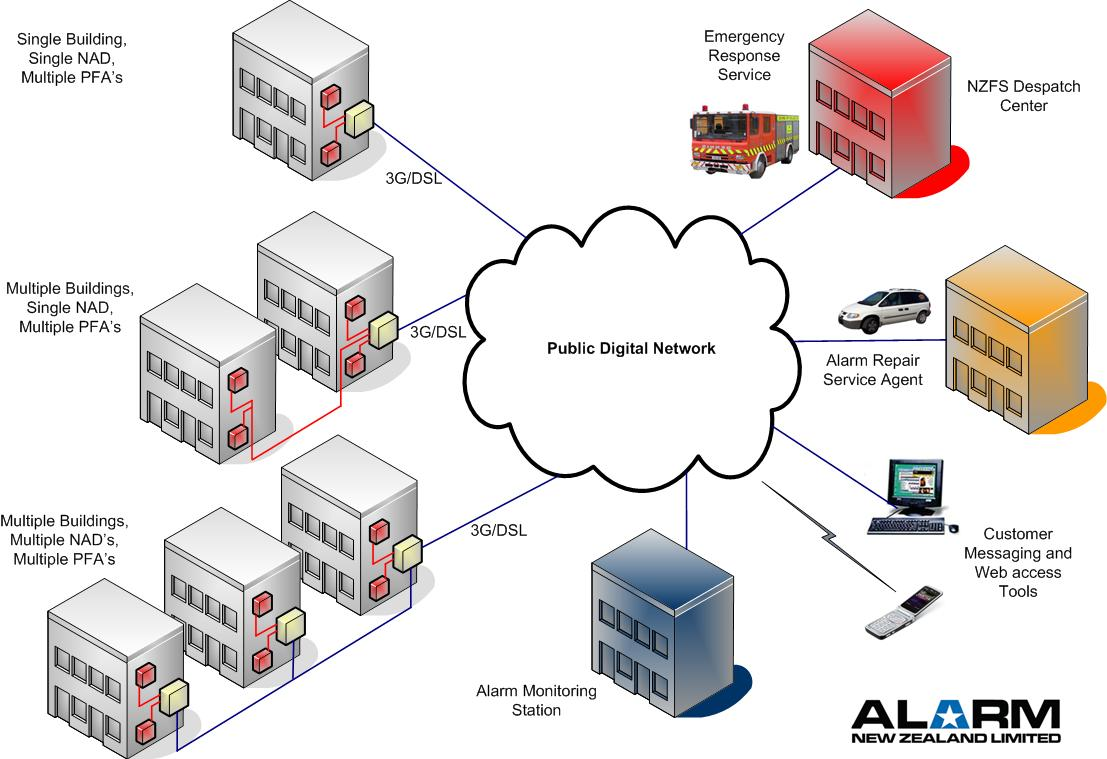 Single Building,
Single NAD,
Multiple PFA's
3G/DSL
Emergency
Response
Service
NZFS Despatch
Center
Multiple Buildings,
Single NAD,
Multiple PFA's
3G/DSL
Public Digital Network
Alarm Repair
Service Agent
Multiple Buildings,
Multiple NAD's,
Multiple PFA's
3G/DSL
Customer
Messaging and
Web access
Tools
Alarm Monitoring
Station
ALARM
NEW ZEALAND LIMITED